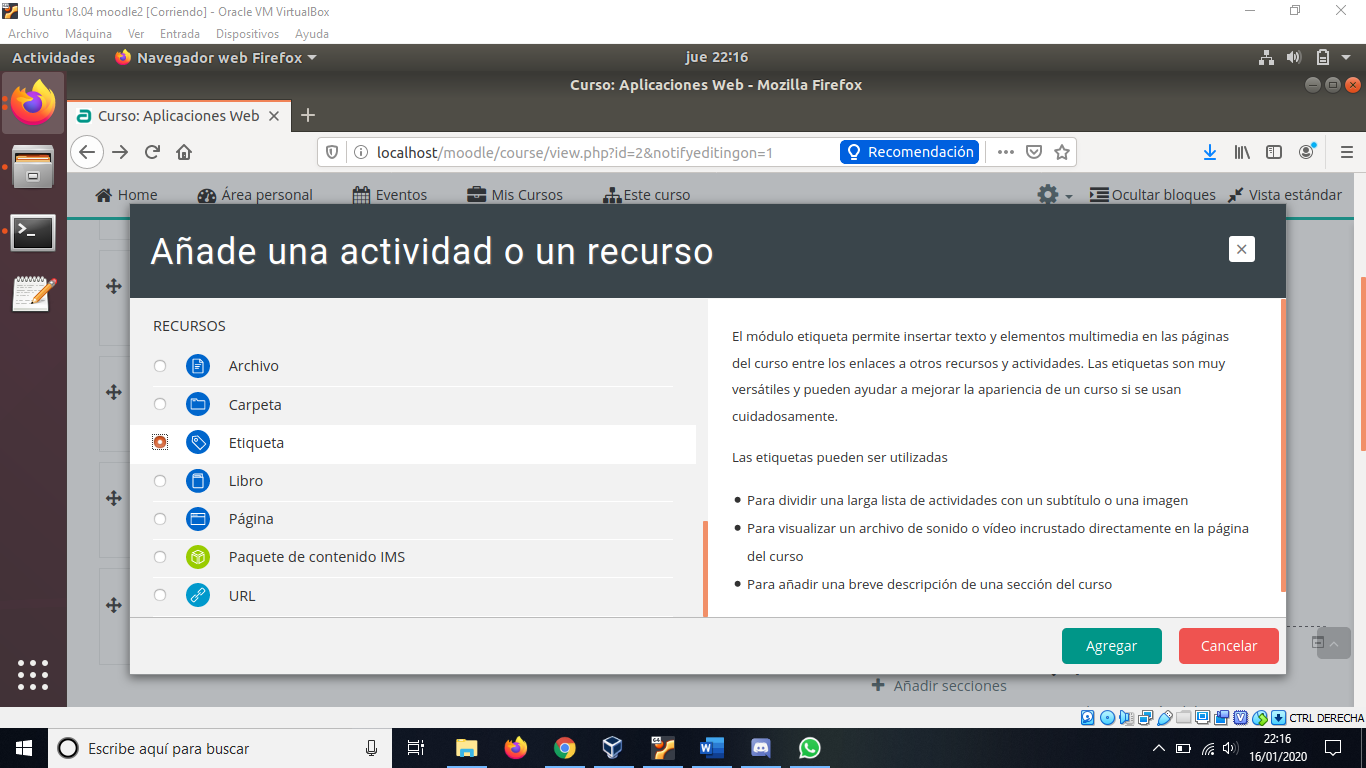 Ubuntu 18.04 moodle2 [Corriendo] - Oracle VM VirtualBox
Archivo Máquina Ver Entrada Dispositivos Ayuda
Actividades Navegador web Firefox jue 22:16
Curso: Aplicaciones Web - Mozilla Firefox
Curso: Aplicaciones Web
localhost/moodle/course/view.php?id=2&notifyeditingon=1 Recomendación
Home Área personal Eventos Mis Cursos Este curso Ocultar bloques Vista estándar
Añade una actividad o un recurso
RECURSOS
Archivo
Carpeta
Etiqueta
Libro
Página
Paquete de contenido IMS
URL
El módulo etiqueta permite insertar texto y elementos multimedia en las páginas
del curso entre los enlaces a otros recursos y actividades. Las etiquetas son muy
versátiles y pueden ayudar a mejorar la apariencia de un curso si se usan
cuidadosamente.
Las etiquetas pueden ser utilizadas
Para dividir una larga lista de actividades con un subtítulo o una imagen
Para visualizar un archivo de sonido o vídeo incrustado directamente en la página
del curso
Para añadir una breve descripción de una sección del curso
Agregar Cancelar
Añadir secciones
CTRL DERECHA
Escribe aquí para buscar
22:16
16/01/2020